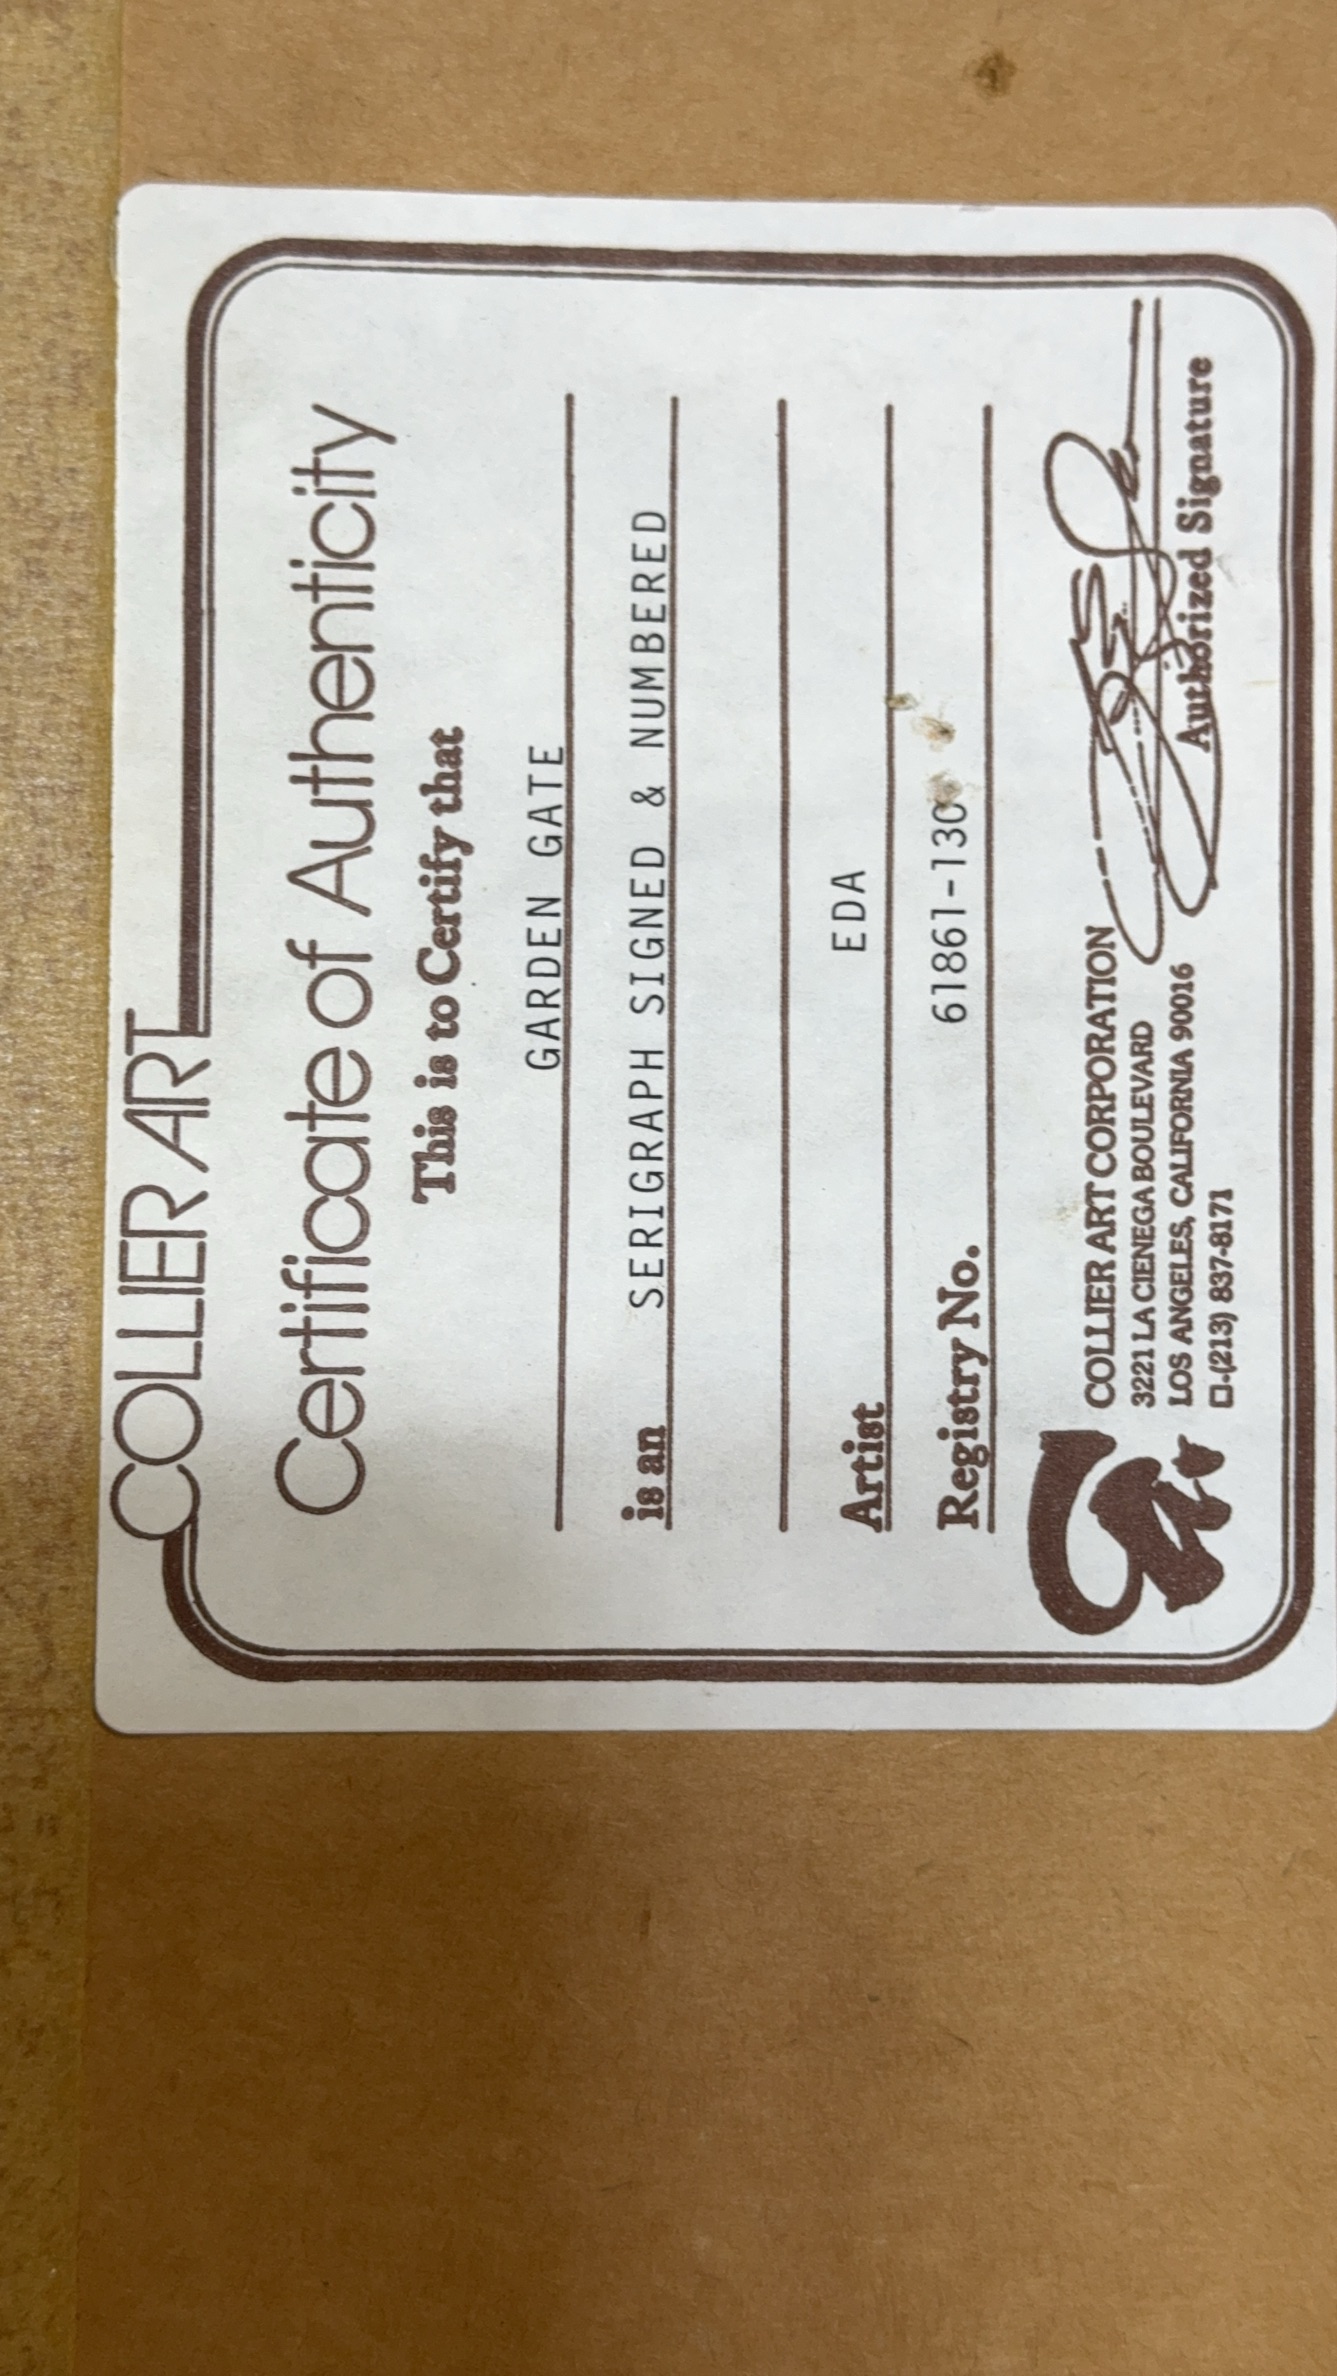 COLLIER ART
Certificate of Authenticity
This is to Certify that
GARDEN GATE
is an SERIGRAPH SIGNED & NUMBERED
Artist EDA
Registry No. 61861-130
COLLIER ART CORPORATION
3221 LA CIENEGA BOULEVARD
LOS ANGELES, CALIFORNIA 90016
(213) 837-8171
Authorized Signature